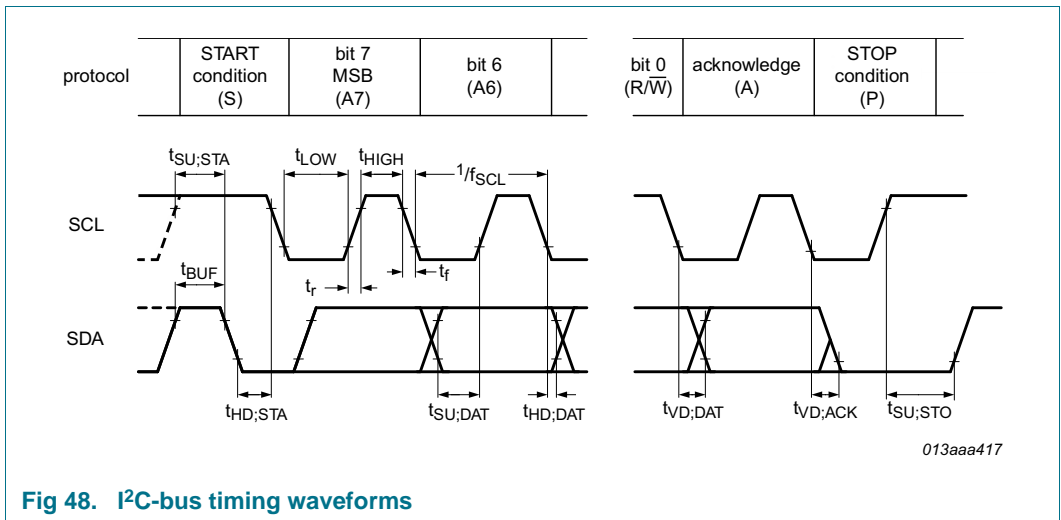 protocol
START
condition
(S)
bit 7
MSB
(A7)
bit 6
(A6)
bit 0
(R/W̅)
acknowledge
(A)
STOP
condition
(P)
tSU;STA
tLOW
tHIGH
1/fSCL
SCL
tBUF
tr
tf
SDA
tHD;STA
tSU;DAT
tHD;DAT
tVD;DAT
tVD;ACK
tSU;STO
013aaa417
Fig 48. I²C-bus timing waveforms